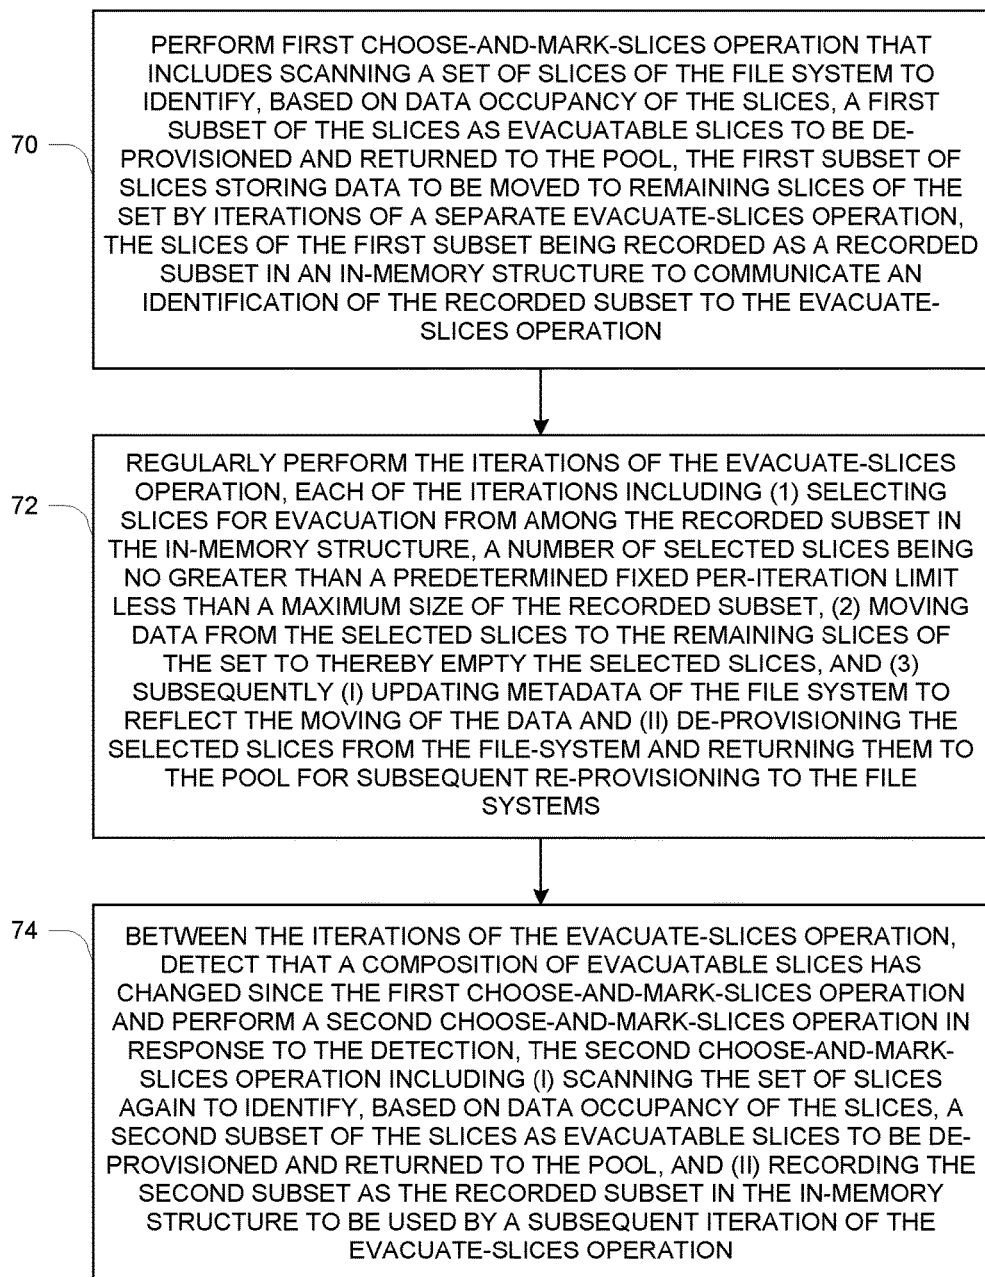 70
PERFORM FIRST CHOOSE-AND-MARK-SLICES OPERATION THAT
INCLUDES SCANNING A SET OF SLICES OF THE FILE SYSTEM TO
IDENTIFY, BASED ON DATA OCCUPANCY OF THE SLICES, A FIRST
SUBSET OF THE SLICES AS EVACUATABLE SLICES TO BE DE-
PROVISIONED AND RETURNED TO THE POOL, THE FIRST SUBSET OF
SLICES STORING DATA TO BE MOVED TO REMAINING SLICES OF THE
SET BY ITERATIONS OF A SEPARATE EVACUATE-SLICES OPERATION,
THE SLICES OF THE FIRST SUBSET BEING RECORDED AS A RECORDED
SUBSET IN AN IN-MEMORY STRUCTURE TO COMMUNICATE AN
IDENTIFICATION OF THE RECORDED SUBSET TO THE EVACUATE-
SLICES OPERATION
72
REGULARLY PERFORM THE ITERATIONS OF THE EVACUATE-SLICES
OPERATION, EACH OF THE ITERATIONS INCLUDING (1) SELECTING
SLICES FOR EVACUATION FROM AMONG THE RECORDED SUBSET IN
THE IN-MEMORY STRUCTURE, A NUMBER OF SELECTED SLICES BEING
NO GREATER THAN A PREDETERMINED FIXED PER-ITERATION LIMIT
LESS THAN A MAXIMUM SIZE OF THE RECORDED SUBSET, (2) MOVING
DATA FROM THE SELECTED SLICES TO THE REMAINING SLICES OF
THE SET TO THEREBY EMPTY THE SELECTED SLICES, AND (3)
SUBSEQUENTLY (I) UPDATING METADATA OF THE FILE SYSTEM TO
REFLECT THE MOVING OF THE DATA AND (II) DE-PROVISIONING THE
SELECTED SLICES FROM THE FILE-SYSTEM AND RETURNING THEM TO
THE POOL FOR SUBSEQUENT RE-PROVISIONING TO THE FILE
SYSTEMS
74
BETWEEN THE ITERATIONS OF THE EVACUATE-SLICES OPERATION,
DETECT THAT A COMPOSITION OF EVACUATABLE SLICES HAS
CHANGED SINCE THE FIRST CHOOSE-AND-MARK-SLICES OPERATION
AND PERFORM A SECOND CHOOSE-AND-MARK-SLICES OPERATION IN
RESPONSE TO THE DETECTION, THE SECOND CHOOSE-AND-MARK-
SLICES OPERATION INCLUDING (I) SCANNING THE SET OF SLICES
AGAIN TO IDENTIFY, BASED ON DATA OCCUPANCY OF THE SLICES, A
SECOND SUBSET OF THE SLICES AS EVACUATABLE SLICES TO BE DE-
PROVISIONED AND RETURNED TO THE POOL, AND (II) RECORDING THE
SECOND SUBSET AS THE RECORDED SUBSET IN THE IN-MEMORY
STRUCTURE TO BE USED BY A SUBSEQUENT ITERATION OF THE
EVACUATE-SLICES OPERATION